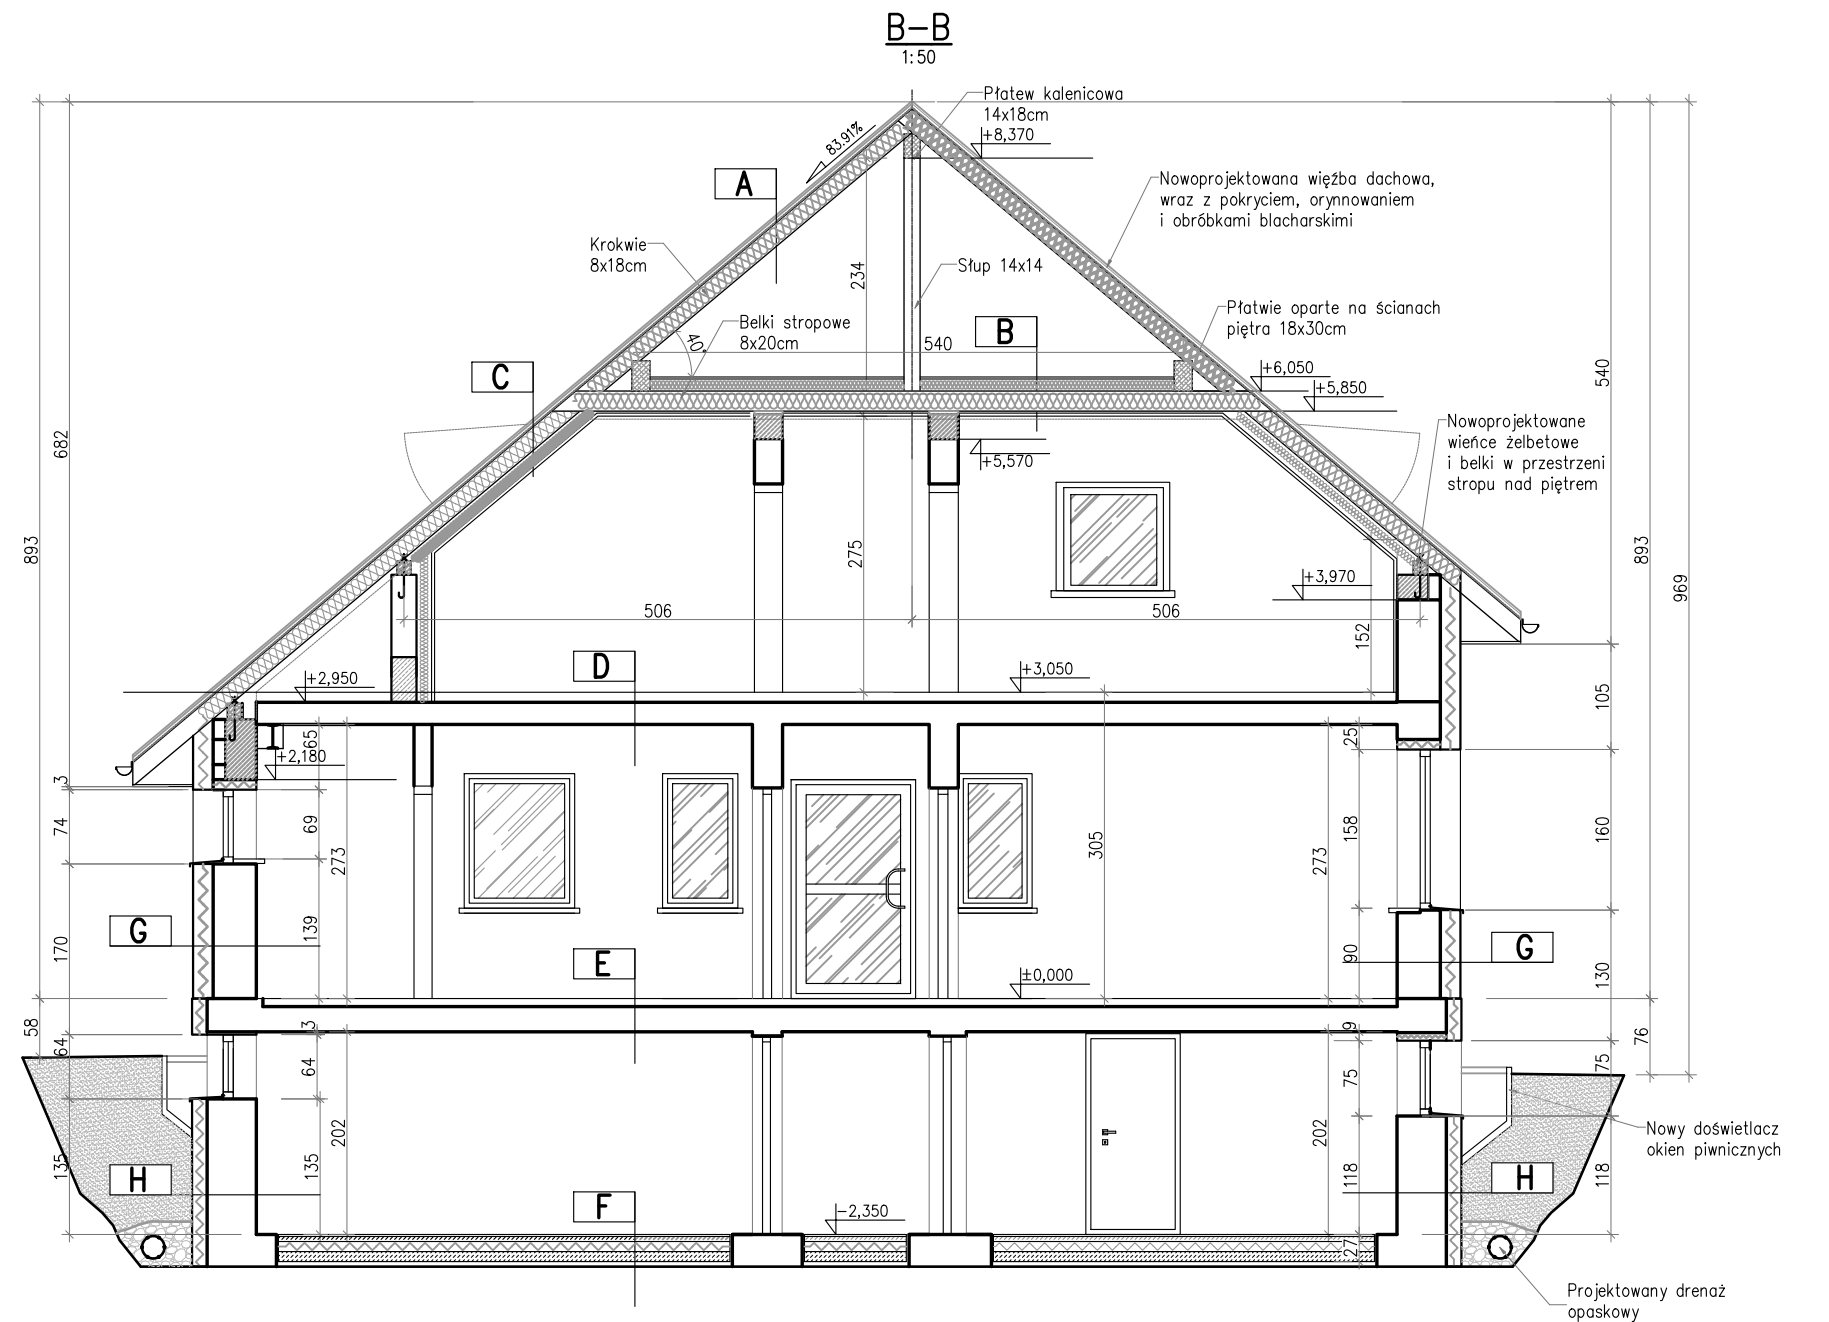 B–B
1:50
Płatew kalenicowa
14x18cm
+8,370
83.91%
A
Nowoprojektowana więźba dachowa,
wraz z pokryciem, orynnowaniem
i obróbkami blacharskimi
Krokwie
8x18cm
234
Słup 14x14
Płatwie oparte na ścianach
piętra 18x30cm
Belki stropowe
8x20cm
40°
B
540
C
+6,050
+5,850
540
682
Nowoprojektowane
wieńce żelbetowe
i belki w przestrzeni
stropu nad piętrem
+5,570
893
275
893
969
+3,970
506
506
152
D
+2,950
+3,050
105
65
25
+2,180
3
74
69
273
305
273
158
160
G
170
139
E
±0,000
90
G
130
58
64
3
64
9
75
75
76
135
H
135
202
202
118
H
118
Nowy doświetlacz
okien piwnicznych
F
-2,350
27
Projektowany drenaż
opaskowy